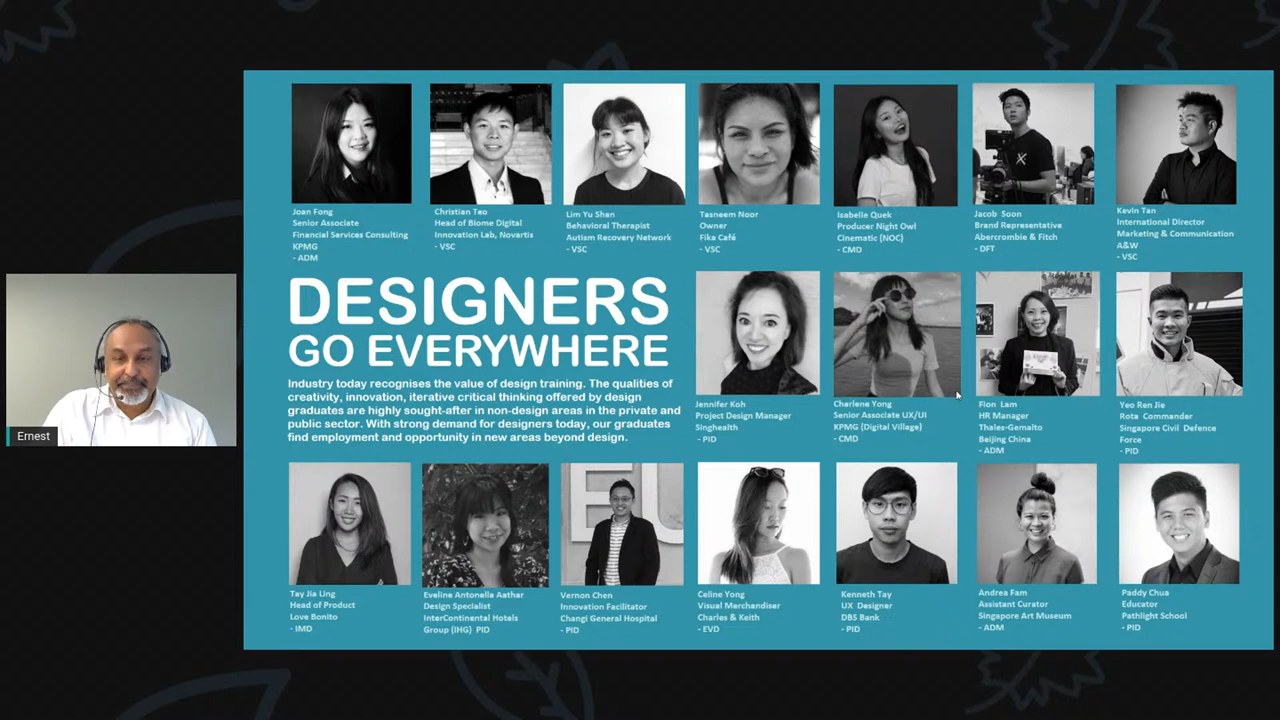 Joan Fong
Senior Associate
Financial Services Consulting
KPMG
- ADM
Christian Tao
Head of Biome Digital
Innovation Lab, Novartis
- VSC
Lim Yu Shan
Behavioral Therapist
Autism Recovery Network
- VSC
Tasneem Noor
Owner
Fika Café
- VSC
Isabelle Quek
Producer Night Owl
Cinematic (NOC)
- CMD
Jacob Soon
Brand Representative
Abercrombie & Fitch
- DFT
Kevin Tan
International Director
Marketing & Communication
A&W
- VSC
DESIGNERS
GO EVERYWHERE
Industry today recognises the value of design training. The qualities of
creativity, innovation, iterative critical thinking offered by design
graduates are highly sought-after in non-design areas in the private and
public sector. With strong demand for designers today, our graduates
find employment and opportunity in new areas beyond design.
Jennifer Koh
Project Design Manager
Singhealth
- PID
Charlene Yong
Senior Associate UX/UI
KPMG (Digital Village)
- CMD
Fion Lam
HR Manager
Thales-Gemalto
Beijing China
- ADM
Yeo Ren Jie
Rota Commander
Singapore Civil Defence
Force
- PID
Ernest
Tay Jia Ling
Head of Product
Love Bonito
- IMD
Eveline Antonella Aathar
Design Specialist
InterContinental Hotels
Group (IHG) PID
EU
Vernon Chen
Innovation Facilitator
Changi General Hospital
- PID
Celine Yong
Visual Merchandiser
Charles & Keith
- EVD
Kenneth Tay
UX Designer
DBS Bank
- PID
Andrea Fam
Assistant Curator
Singapore Art Museum
- ADM
Paddy Chua
Educator
Pathlight School
- PID